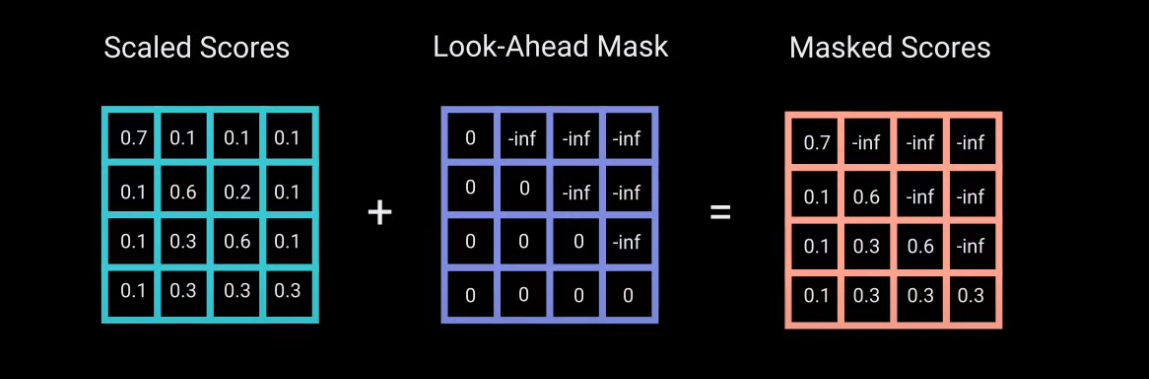 Scaled Scores
Look-Ahead Mask
Masked Scores
0.7 0.1 0.1 0.1
0.1 0.6 0.2 0.1
0.1 0.3 0.6 0.1
0.1 0.3 0.3 0.3
+
0 -inf -inf -inf
0 0 -inf -inf
0 0 0 -inf
0 0 0 0
=
0.7 -inf -inf -inf
0.1 0.6 -inf -inf
0.1 0.3 0.6 -inf
0.1 0.3 0.3 0.3